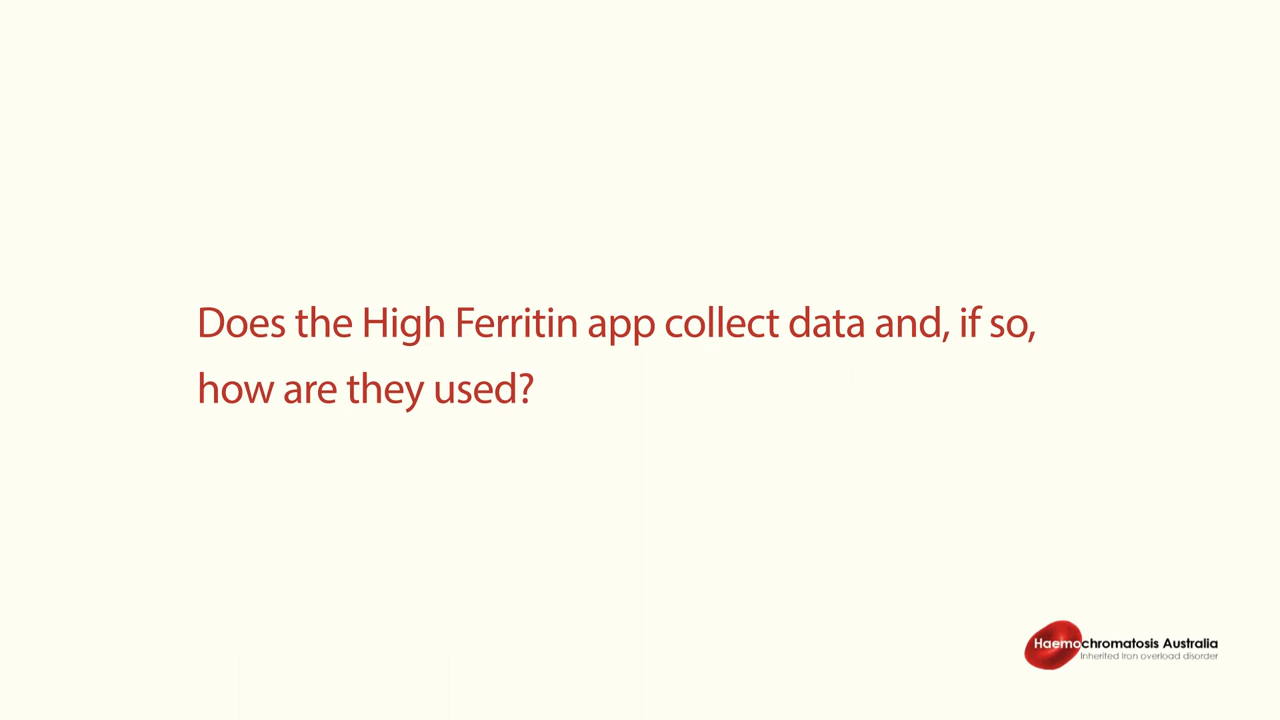 Does the High Ferritin app collect data and, if so,
how are they used?
Haemochromatosis Australia
Inherited Iron overload disorder